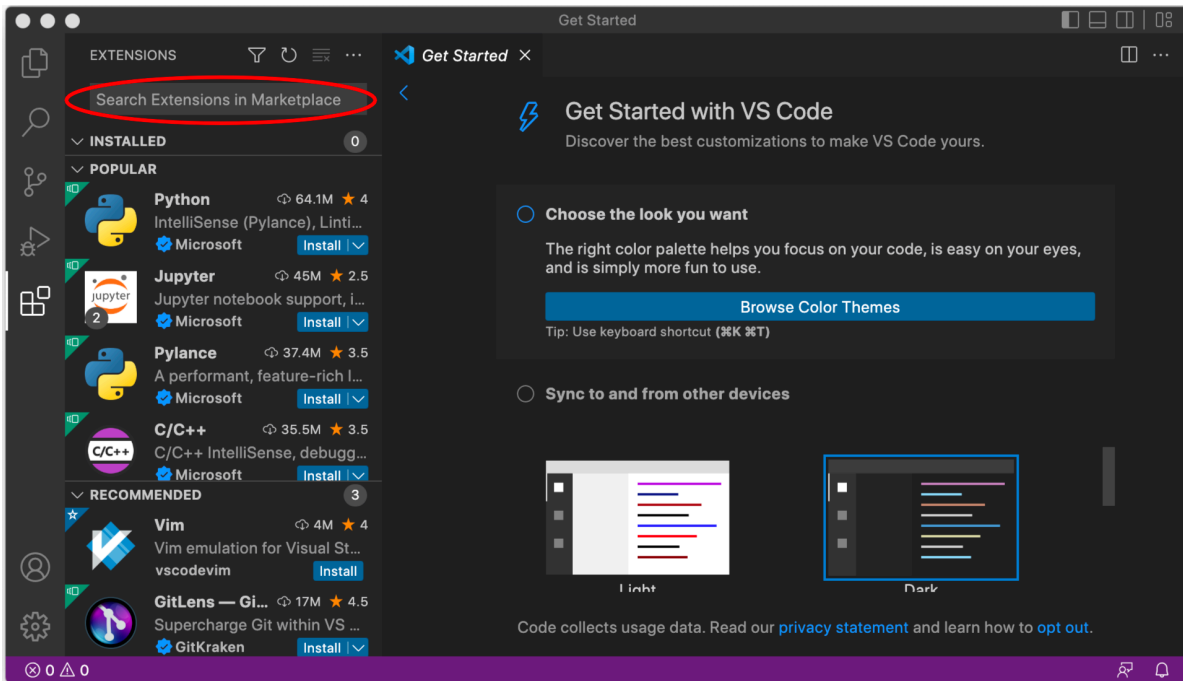 Get Started
EXTENSIONS
Search Extensions in Marketplace
INSTALLED 0
POPULAR
Python 64.1M 4
IntelliSense (Pylance), Linti...
Microsoft Install
Jupyter 45M 2.5
Jupyter notebook support, i...
Microsoft Install
jupyter
2
Pylance 37.4M 3.5
A performant, feature-rich l...
Microsoft Install
C/C++ 35.5M 3.5
C/C++
C/C++ IntelliSense, debugg...
Microsoft Install
RECOMMENDED 3
Vim 4M 4
Vim emulation for Visual St...
vscodevim Install
GitLens — Gi... 17M 4.5
Supercharge Git within VS ...
GitKraken Install
Get Started
Get Started with VS Code
Discover the best customizations to make VS Code yours.
Choose the look you want
The right color palette helps you focus on your code, is easy on your eyes,
and is simply more fun to use.
Browse Color Themes
Tip: Use keyboard shortcut (⌘K ⌘T)
Sync to and from other devices
Light Dark
Code collects usage data. Read our privacy statement and learn how to opt out.
0 0